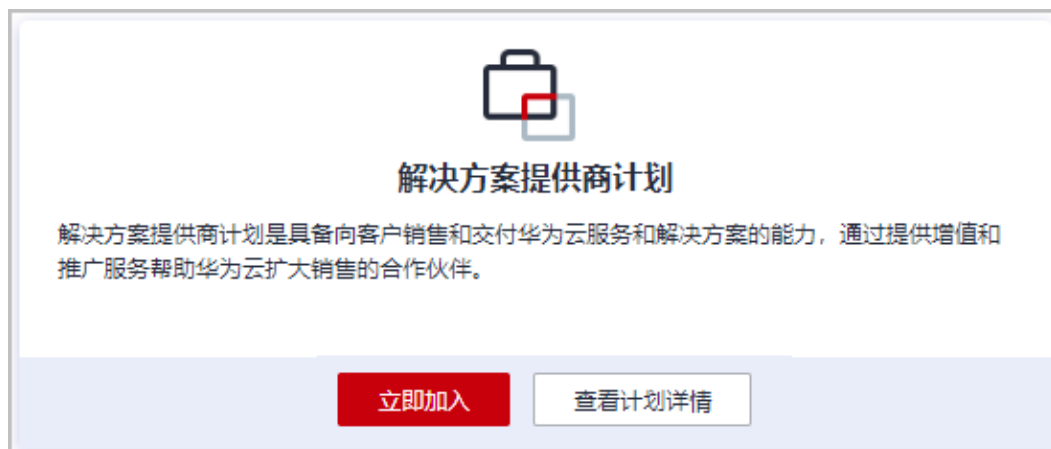 解决方案提供商计划
解决方案提供商计划是具备向客户销售和交付华为云服务和解决方案的能力，通过提供增值和
推广服务帮助华为云扩大销售的合作伙伴。
立即加入 查看计划详情